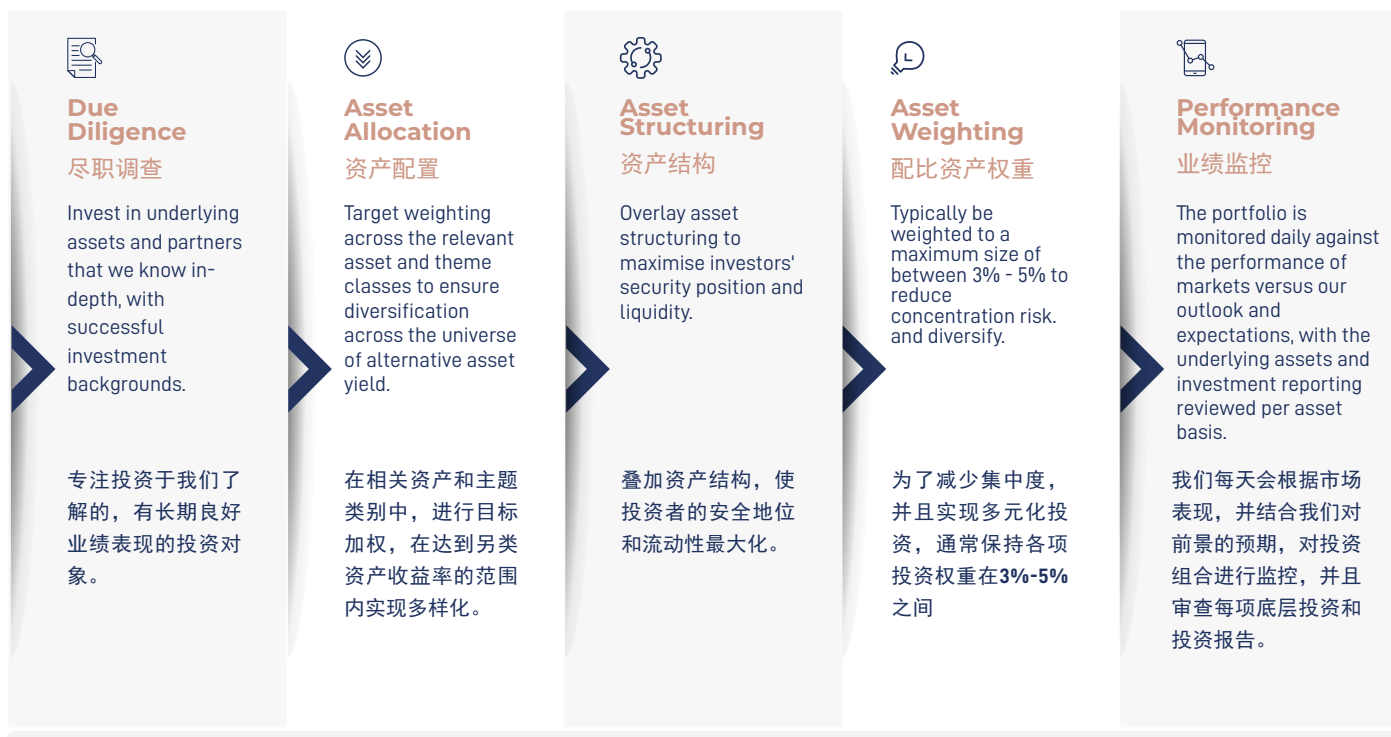 Due
Diligence
尽职调查
Invest in underlying
assets and partners
that we know in-
depth, with
successful
investment
backgrounds.
专注投资于我们了
解的，有长期良好
业绩表现的投资对
象。
Asset
Allocation
资产配置
Target weighting
across the relevant
asset and theme
classes to ensure
diversification
across the universe
of alternative asset
yield.
在相关资产和主题
类别中，进行目标
加权，在达到另类
资产收益率的范围
内实现多样化。
Asset
Structuring
资产结构
Overlay asset
structuring to
maximise investors'
security position and
liquidity.
叠加资产结构，使
投资者的安全地位
和流动性最大化。
Asset
Weighting
配比资产权重
Typically be
weighted to a
maximum size of
between 3% - 5% to
reduce
concentration risk.
and diversify.
为了减少集中度，
并且实现多元化投
资，通常保持各项
投资权重在3%-5%
之间
Performance
Monitoring
业绩监控
The portfolio is
monitored daily against
the performance of
markets versus our
outlook and
expectations, with the
underlying assets and
investment reporting
reviewed per asset
basis.
我们每天会根据市场
表现，并结合我们对
前景的预期，对投资
组合进行监控，并且
审查每项底层投资和
投资报告。